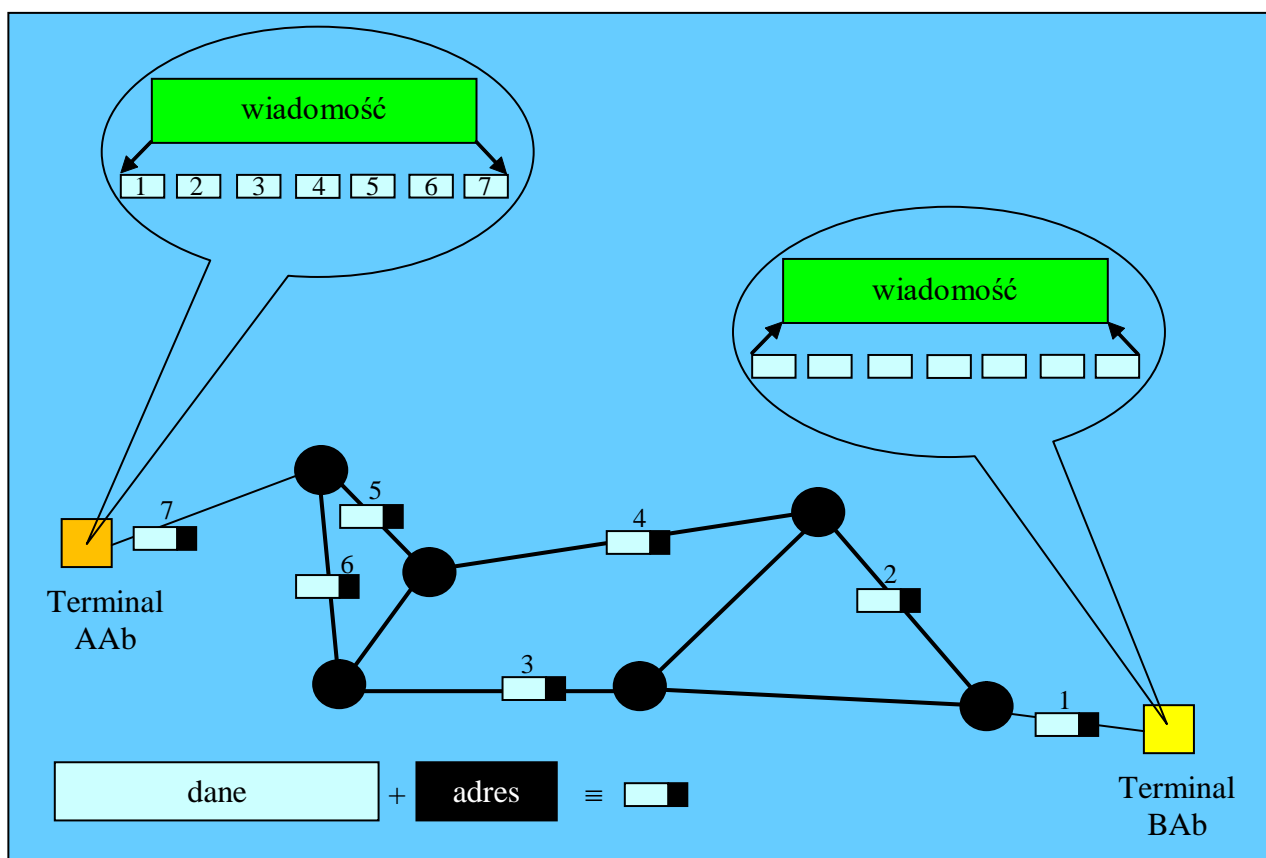 wiadomość
1 2 3 4 5 6 7
wiadomość
7
5
4
6
2
3
1
Terminal
AAb
Terminal
BAb
dane + adres ≡